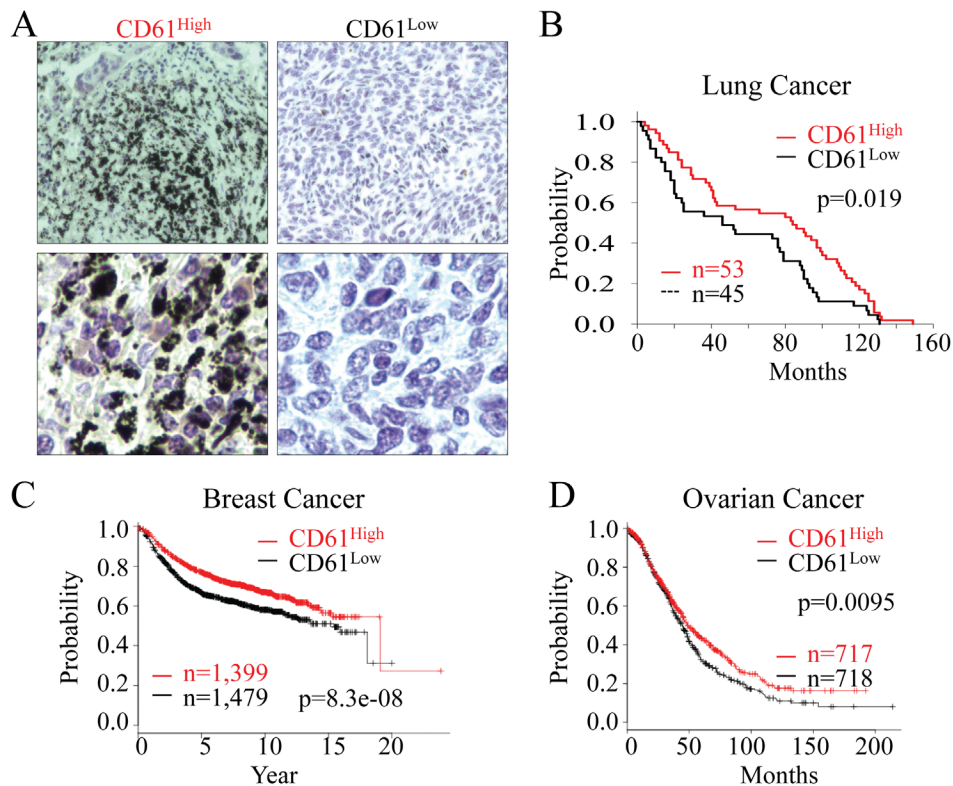 A
CD61High
CD61Low
B
Lung Cancer
CD61High
CD61Low
p=0.019
n=53
n=45
Probability
1.0
0.8
0.6
0.4
0.2
0.0
0 40 80 120 160
Months
C
Breast Cancer
CD61High
CD61Low
n=1,399
n=1,479
p=8.3e-08
Probability
1.0
0.8
0.6
0.4
0.2
0.0
0 5 10 15 20
Year
D
Ovarian Cancer
CD61High
CD61Low
p=0.0095
n=717
n=718
Probability
1.0
0.8
0.6
0.4
0.2
0.0
0 50 100 150 200
Months